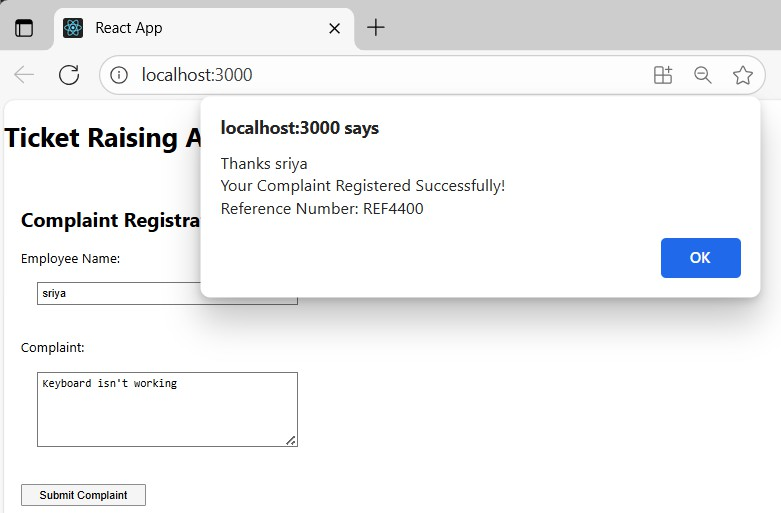 React App
localhost:3000
localhost:3000 says
Thanks sriya
Your Complaint Registered Successfully!
Reference Number: REF4400
OK
Ticket Raising A
Complaint Registra
Employee Name:
sriya
Complaint:
Keyboard isn't working
Submit Complaint